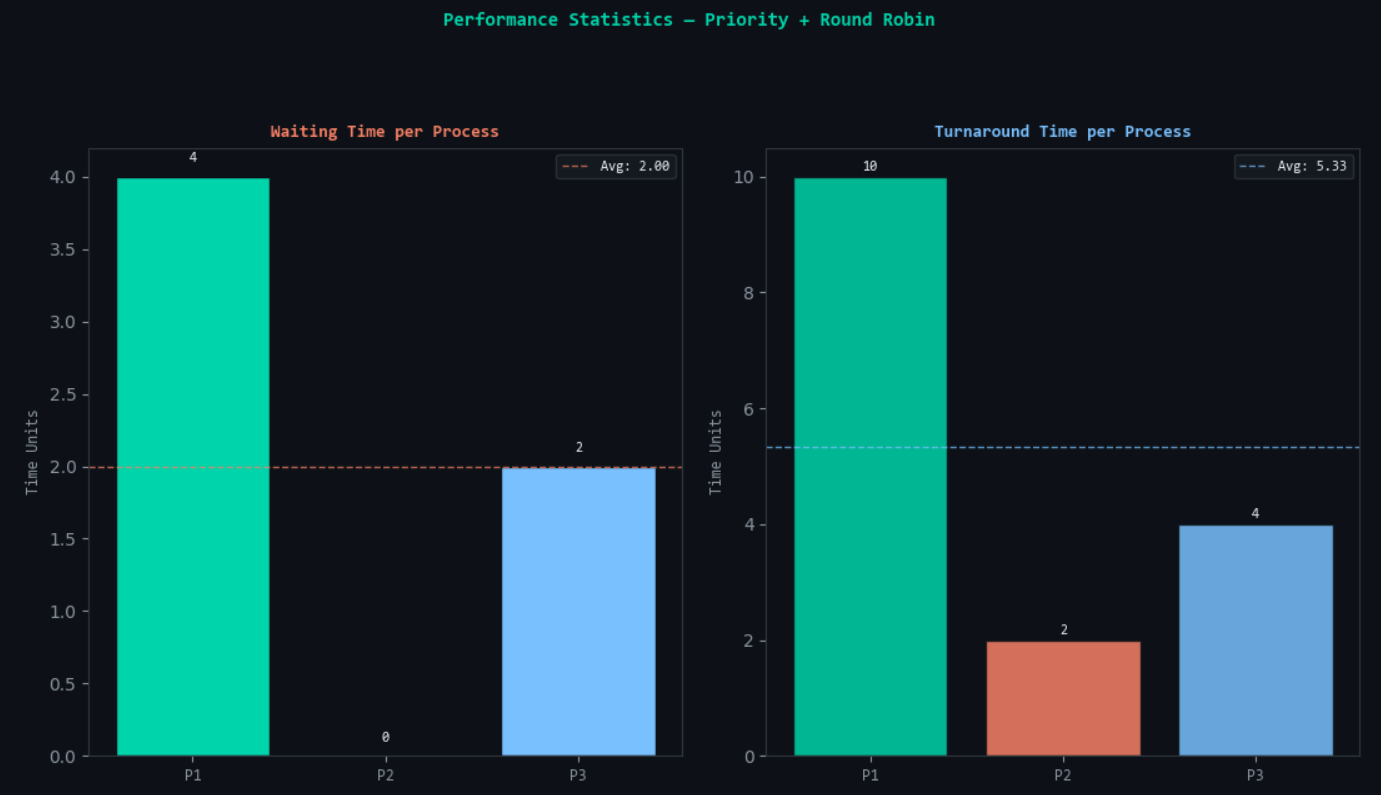 Performance Statistics — Priority + Round Robin
Waiting Time per Process
4
Avg: 2.00
4.0
3.5
3.0
2.5
2
2.0
1.5
1.0
0.5
0
0.0
Time Units
P1
P2
P3
Turnaround Time per Process
10
Avg: 5.33
10
8
6
4
4
2
2
0
Time Units
P1
P2
P3